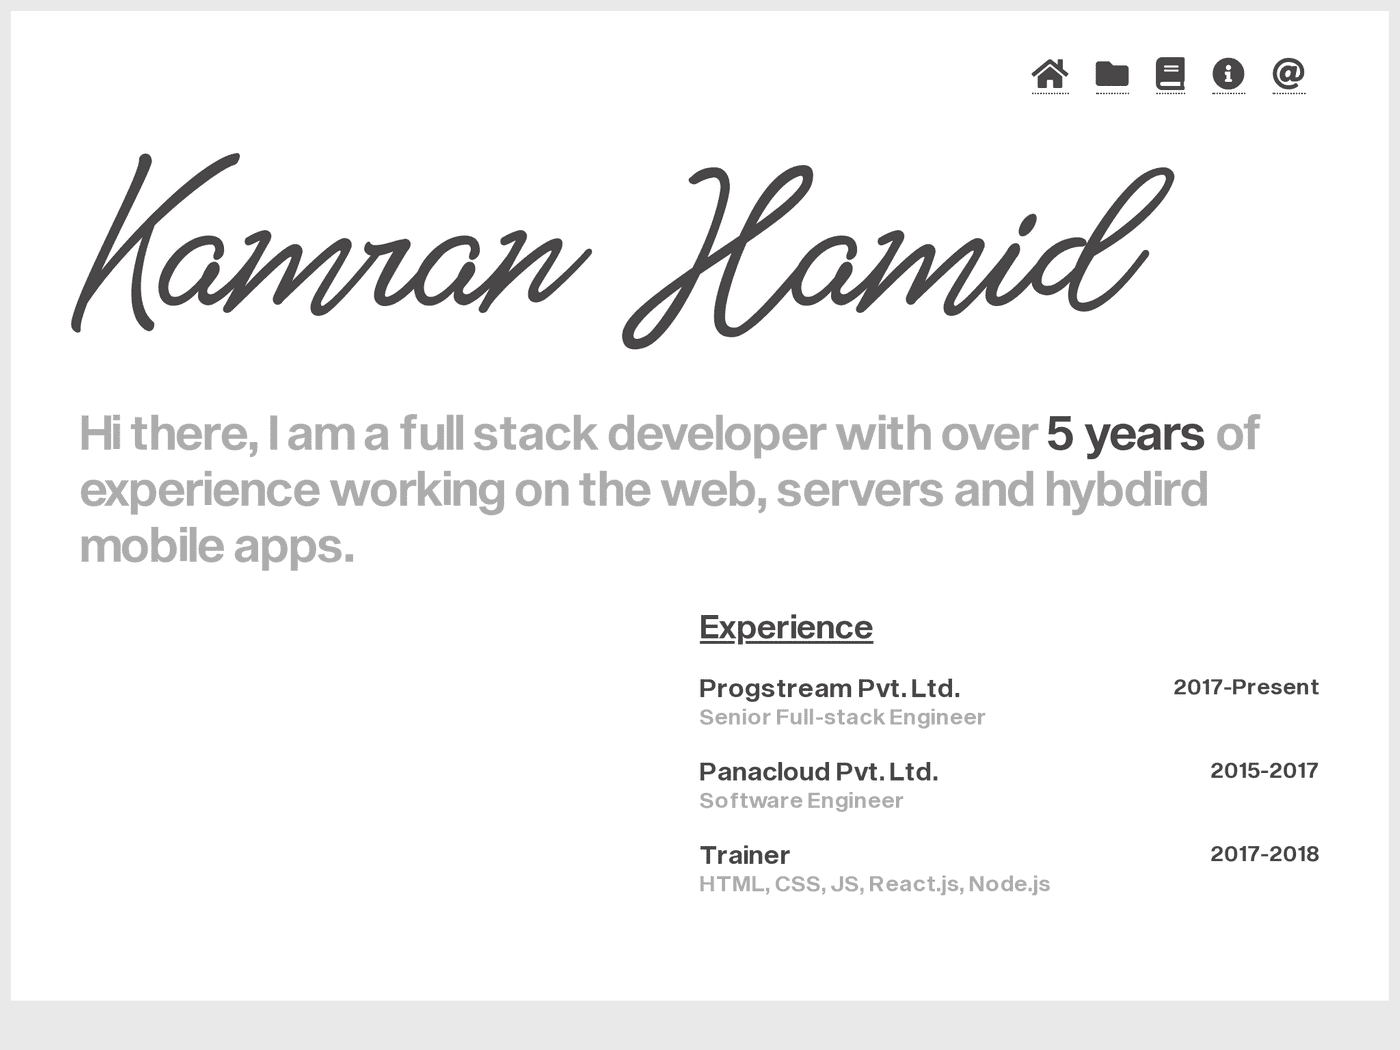 Kamran Hamid
Hi there, I am a full stack developer with over 5 years of
experience working on the web, servers and hybdird
mobile apps.
Experience
Progstream Pvt. Ltd. 2017-Present
Senior Full-stack Engineer
Panacloud Pvt. Ltd. 2015-2017
Software Engineer
Trainer 2017-2018
HTML, CSS, JS, React.js, Node.js